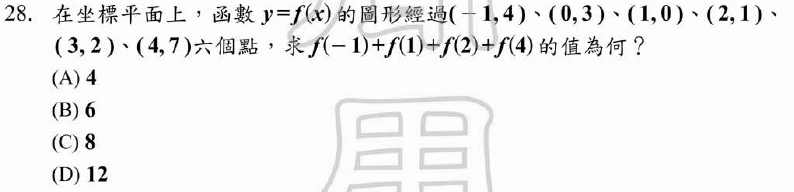 28. 在坐標平面上，函數 y=f(x) 的圖形經過(－1,4)、(0,3)、(1,0)、(2,1)、
(3,2)、(4,7)六個點，求 f(－1)+f(1)+f(2)+f(4) 的值為何？
(A) 4
(B) 6
(C) 8
(D) 12